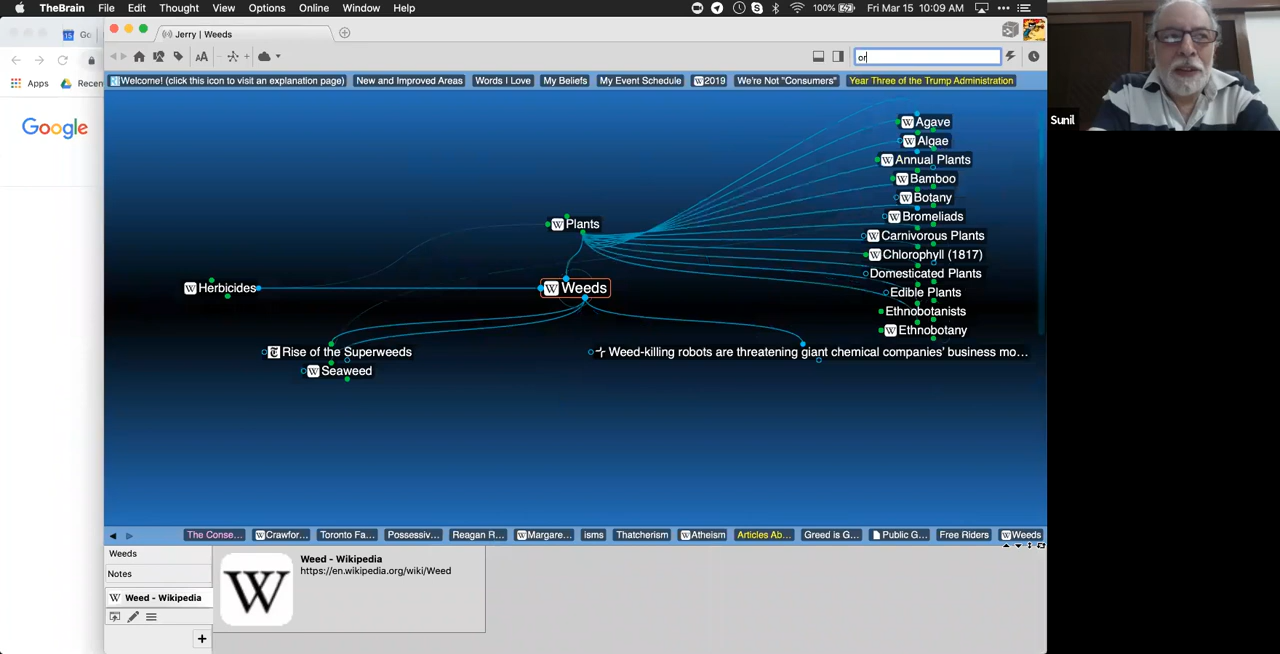 TheBrain File Edit Thought View Options Online Window Help
100% Fri Mar 15 10:09 AM
Jerry | Weeds
or
Apps
Recen
Welcome! (click this icon to visit an explanation page) New and Improved Areas Words I Love My Beliefs My Event Schedule 2019 We're Not "Consumers" Year Three of the Trump Administration
Google
Sunil
Agave
Algae
Annual Plants
Bamboo
Botany
Plants
Bromeliads
Carnivorous Plants
Chlorophyll (1817)
Domesticated Plants
Herbicides
Weeds
Edible Plants
Ethnobotanists
Ethnobotany
Rise of the Superweeds
Weed-killing robots are threatening giant chemical companies' business mo...
Seaweed
The Conse... Crawfor... Toronto Fa... Possessiv... Reagan R... Margare... isms Thatcherism Atheism Articles Ab... Greed is G... Public G... Free Riders Weeds
Weeds
Notes
Weed - Wikipedia
Weed - Wikipedia
https://en.wikipedia.org/wiki/Weed